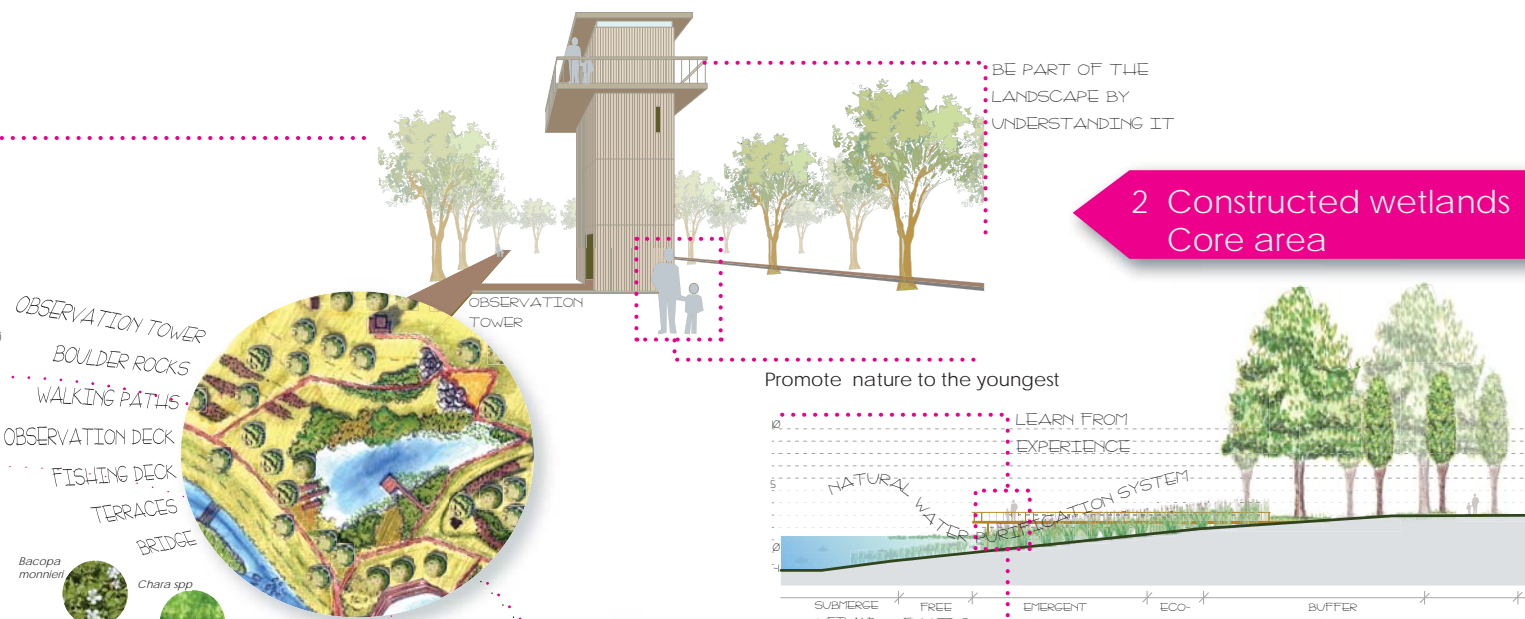 BE PART OF THE
LANDSCAPE BY
UNDERSTANDING IT
2 Constructed wetlands
Core area
OBSERVATION
TOWER
OBSERVATION TOWER
BOULDER ROCKS
WALKING PATHS
OBSERVATION DECK
FISHING DECK
TERRACES
BRIDGE
Bacopa
monnieri
Chara spp
Promote nature to the youngest
LEARN FROM
EXPERIENCE
NATURAL WATER PURIFICATION SYSTEM
10
5
0
-1
SUBMERGE
FREE
EMERGENT
ECO-
BUFFER